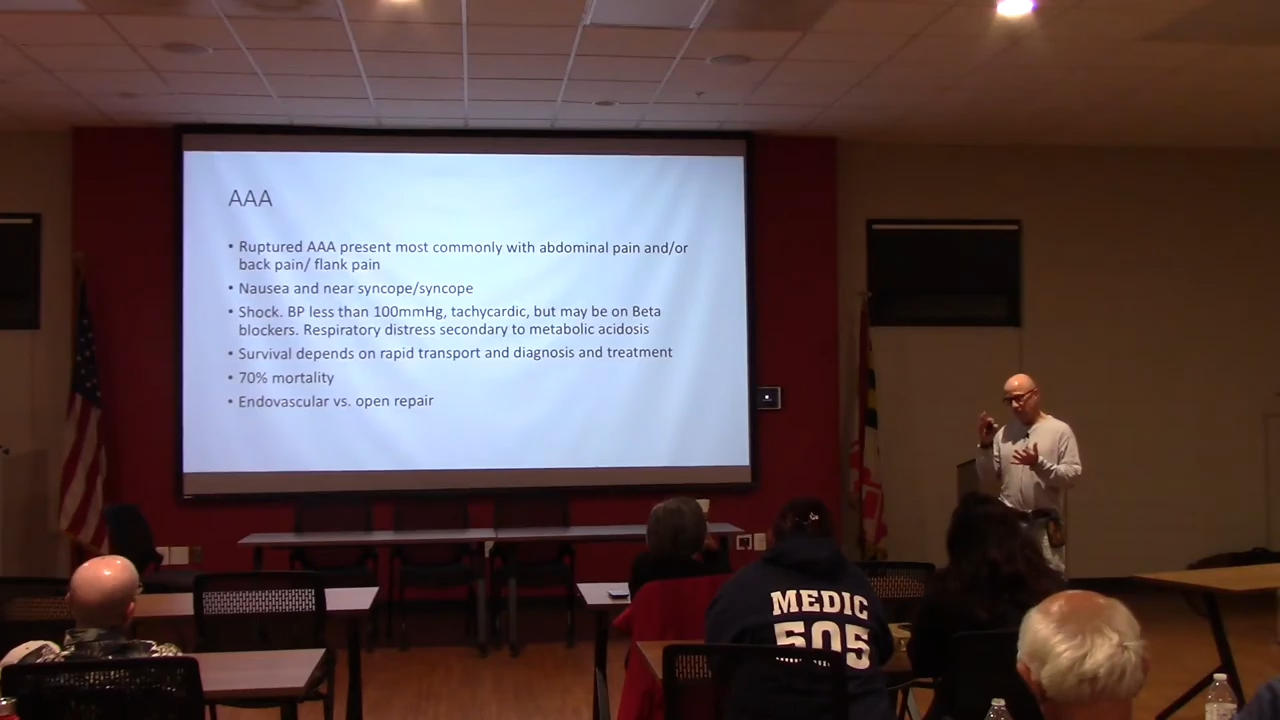 AAA
• Ruptured AAA present most commonly with abdominal pain and/or
back pain/ flank pain
• Nausea and near syncope/syncope
• Shock. BP less than 100mmHg, tachycardic, but may be on Beta
blockers. Respiratory distress secondary to metabolic acidosis
• Survival depends on rapid transport and diagnosis and treatment
• 70% mortality
• Endovascular vs. open repair
MEDIC
505